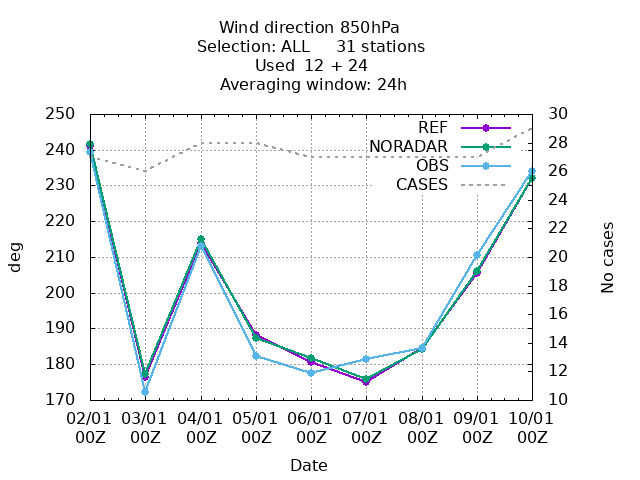 Wind direction 850hPa
Selection: ALL 31 stations
Used 12 + 24
Averaging window: 24h
250 30
REF
28
NORADAR
240
OBS 26
CASES
230
24
220 22
210 20
200 18
190 16
14
180
12
170 10
deg
No cases
02/01 03/01 04/01 05/01 06/01 07/01 08/01 09/01 10/01
00Z 00Z 00Z 00Z 00Z 00Z 00Z 00Z 00Z
Date